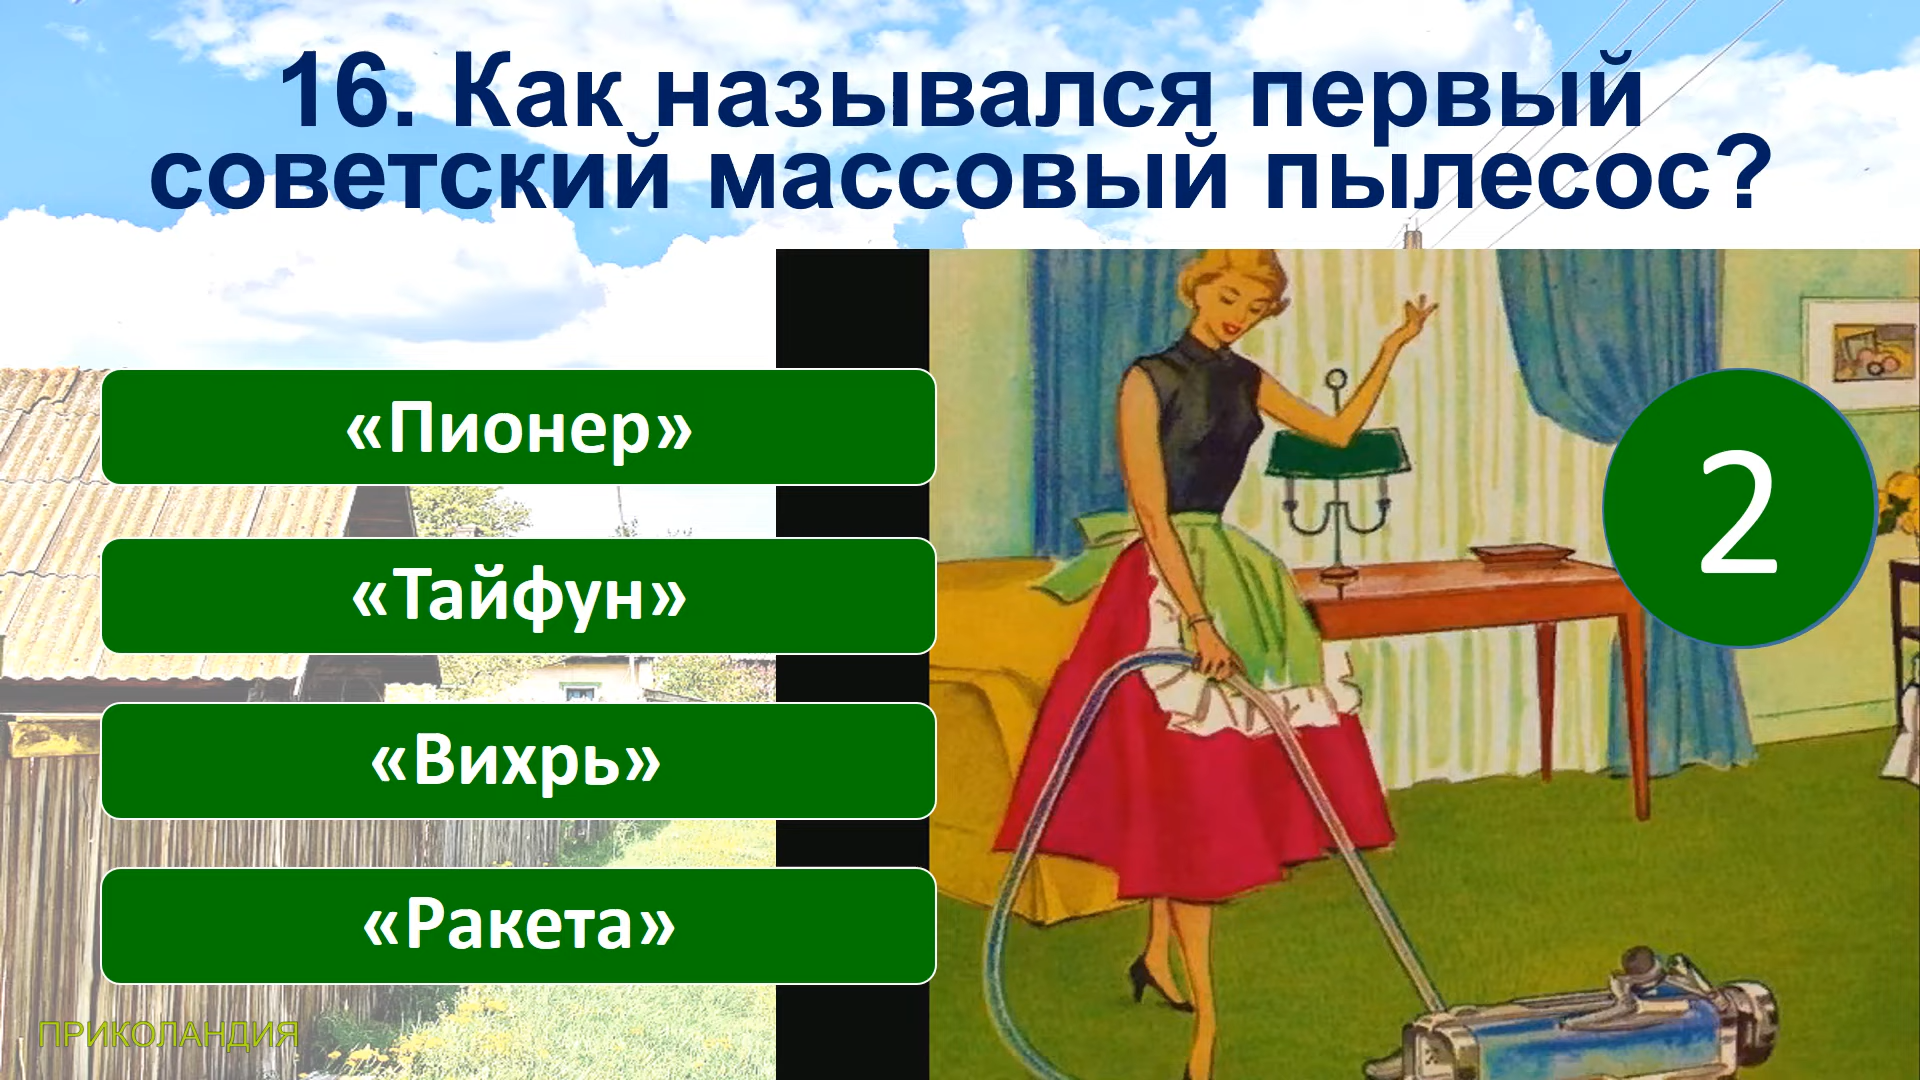 16. Как назывался первый
советский массовый пылесос?
«Пионер»
2
«Тайфун»
«Вихрь»
«Ракета»
ПРИКОЛАНДИЯ